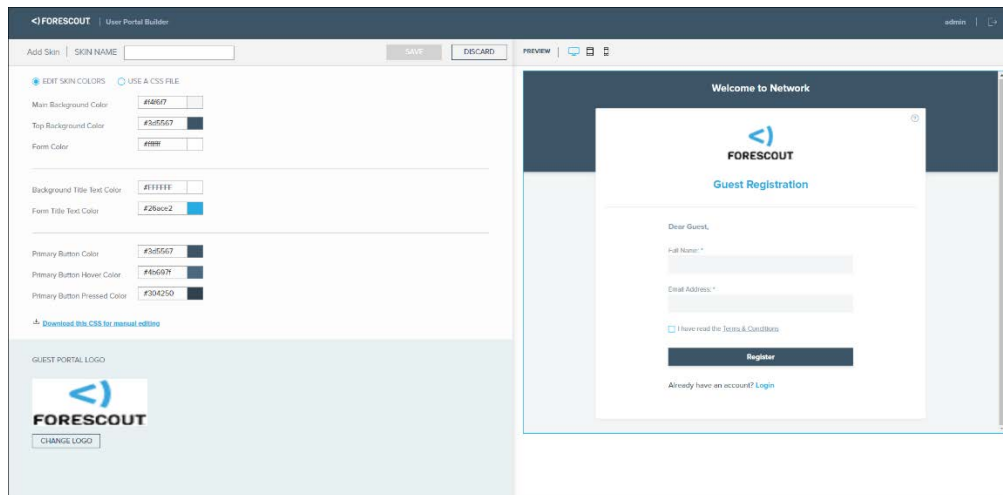 <) FORESCOUT | User Portal Builder
admin
Add Skin | SKIN NAME
SAVE
DISCARD
EDIT SKIN COLORS
USE A CSS FILE
Main Background Color #f4f6f7
Top Background Color #3d5567
Form Color #ffffff
Background Title Text Color #FFFFFF
Form Title Text Color #26ace2
Primary Button Color #3d5567
Primary Button Hover Color #4b697f
Primary Button Pressed Color #304250
Download this CSS for manual editing
GUEST PORTAL LOGO
<)
FORESCOUT
CHANGE LOGO
PREVIEW
Welcome to Network
?
<)
FORESCOUT
Guest Registration
Dear Guest,
Full Name: *
Email Address: *
I have read the Terms & Conditions
Register
Already have an account? Login